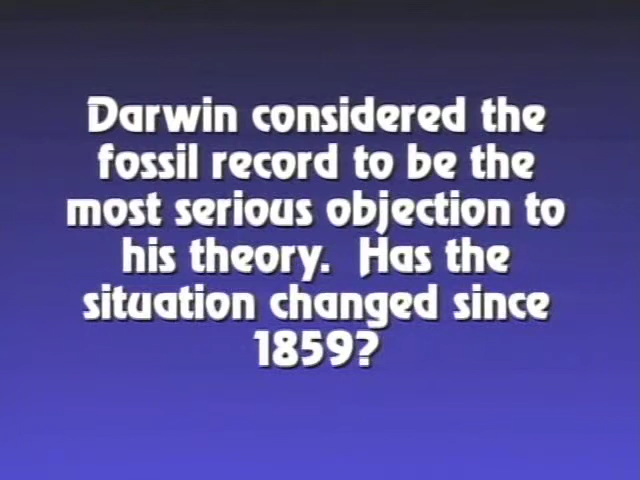 Darwin considered the
fossil record to be the
most serious objection to
his theory.  Has the
situation changed since
1859?